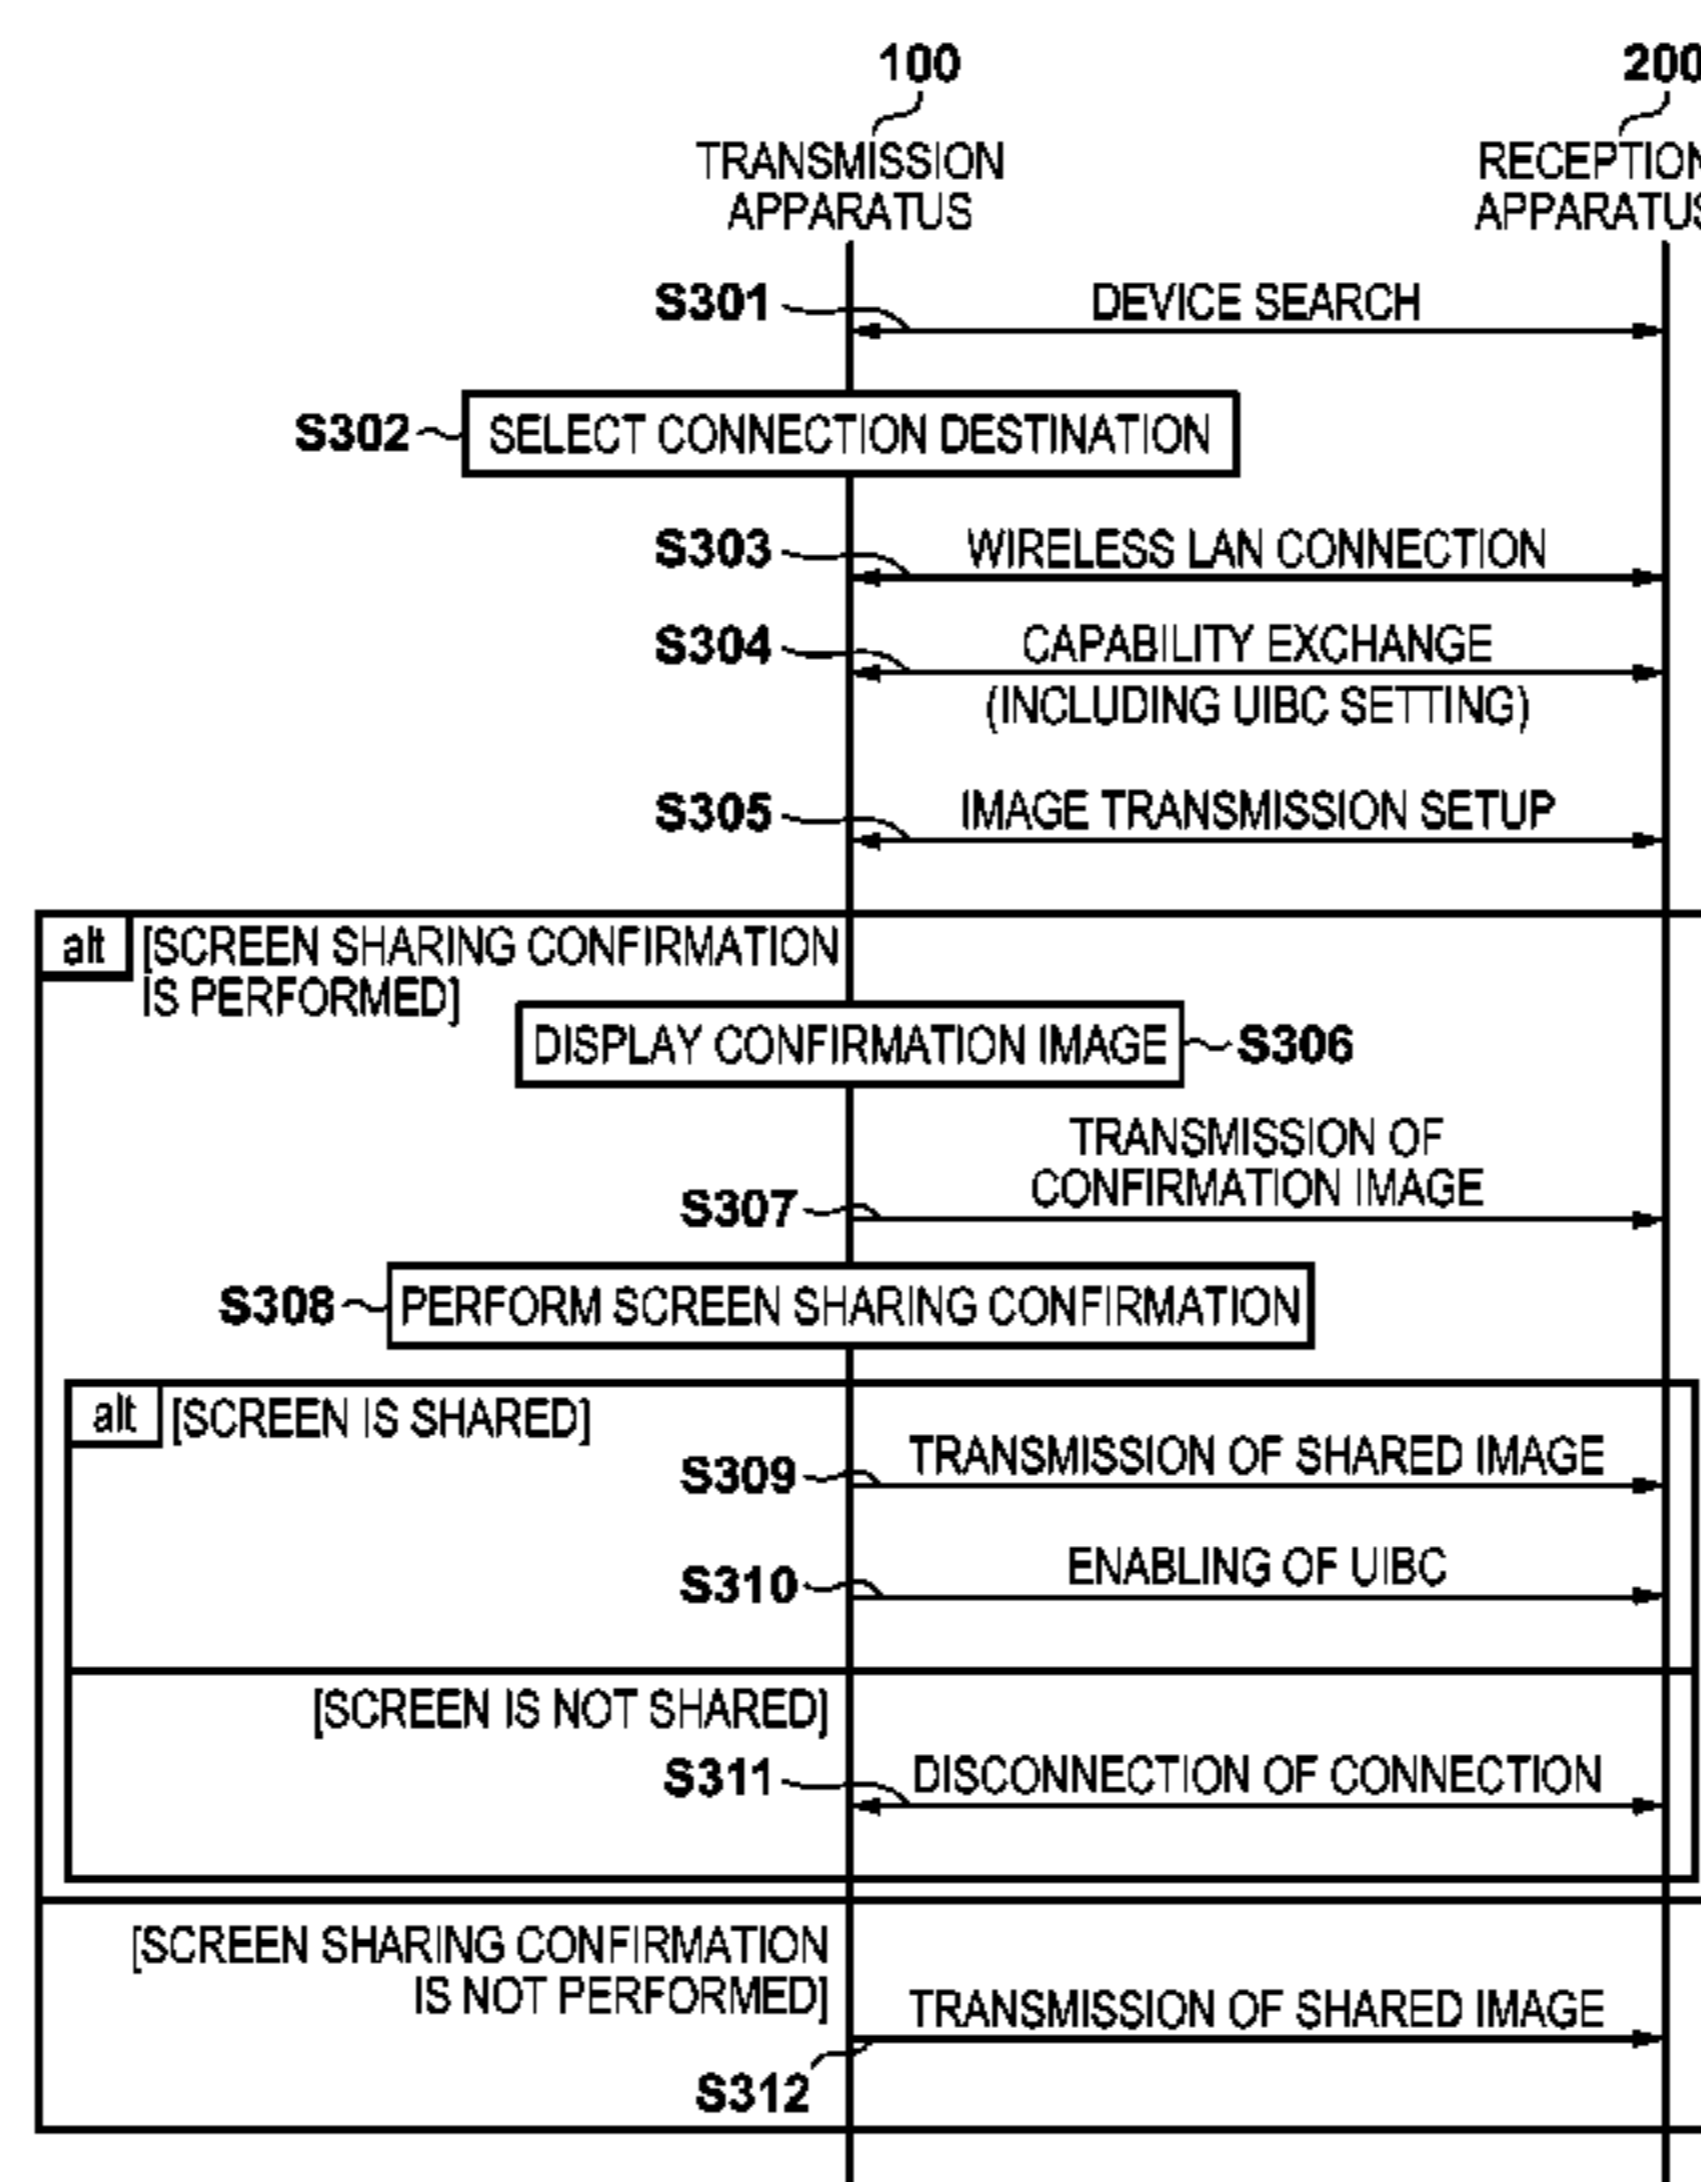 100
200
TRANSMISSION
APPARATUS
RECEPTION
APPARATUS
S301
DEVICE SEARCH
S302
SELECT CONNECTION DESTINATION
S303
WIRELESS LAN CONNECTION
S304
CAPABILITY EXCHANGE
(INCLUDING UIBC SETTING)
S305
IMAGE TRANSMISSION SETUP
alt
[SCREEN SHARING CONFIRMATION
IS PERFORMED]
DISPLAY CONFIRMATION IMAGE
S306
TRANSMISSION OF
CONFIRMATION IMAGE
S307
S308
PERFORM SCREEN SHARING CONFIRMATION
alt
[SCREEN IS SHARED]
S309
TRANSMISSION OF SHARED IMAGE
S310
ENABLING OF UIBC
[SCREEN IS NOT SHARED]
S311
DISCONNECTION OF CONNECTION
[SCREEN SHARING CONFIRMATION
IS NOT PERFORMED]
TRANSMISSION OF SHARED IMAGE
S312